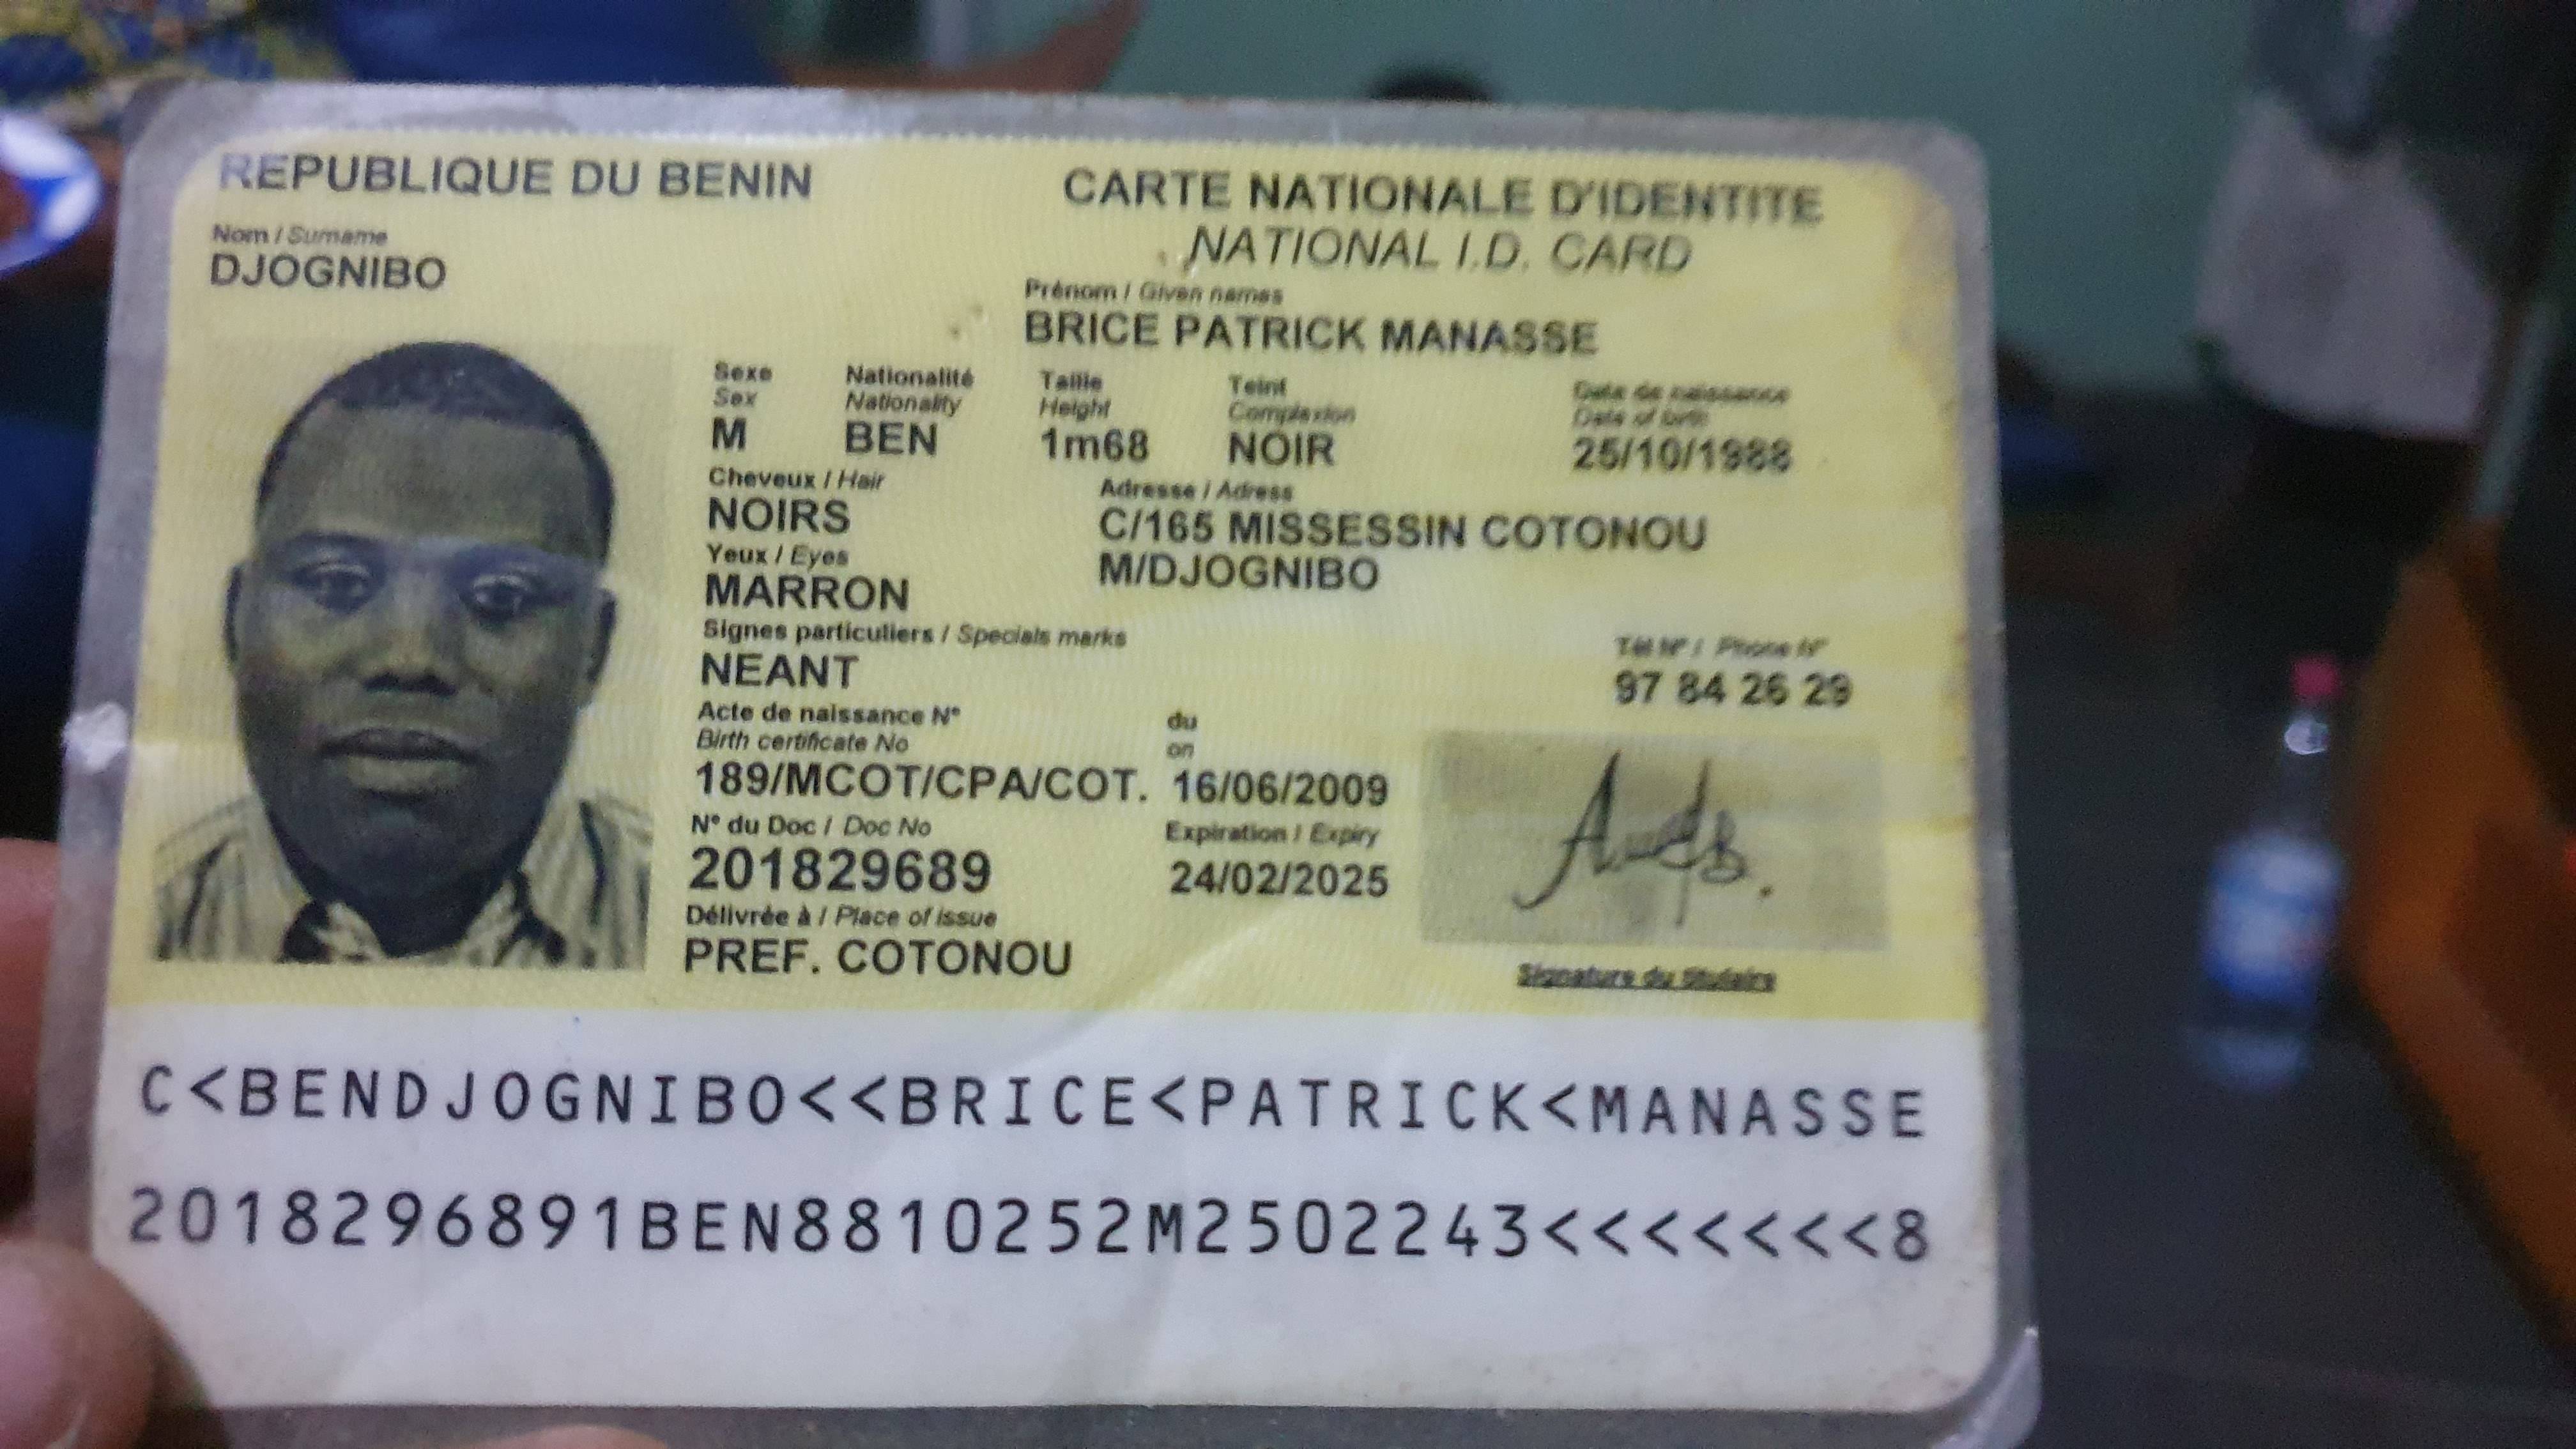 REPUBLIQUE DU BENIN
CARTE NATIONALE D'IDENTITE
NATIONAL I.D. CARD
Nom / Surname
DJOGNIBO
Prénom / Given names
BRICE PATRICK MANASSE
Sexe Nationalité Taille Teint Date de naissance
Sex Nationality Height Complexion Date of birth
M BEN 1m68 NOIR 25/10/1988
Cheveux / Hair
NOIRS
Adresse / Adress
C/165 MISSESSIN COTONOU
M/DJOGNIBO
Yeux / Eyes
MARRON
Signes particuliers / Specials marks
NEANT
Tél N° / Phone N°
97 84 26 29
Acte de naissance N° du
Birth certificate No on
189/MCOT/CPA/COT. 16/06/2009
N° du Doc / Doc No Expiration / Expiry
201829689 24/02/2025
Délivrée à / Place of issue
PREF. COTONOU
Signature du titulaire
C<BENDJOGNIBO<<BRICE<PATRICK<MANASSE
2018296891BEN8810252M2502243<<<<<<<8